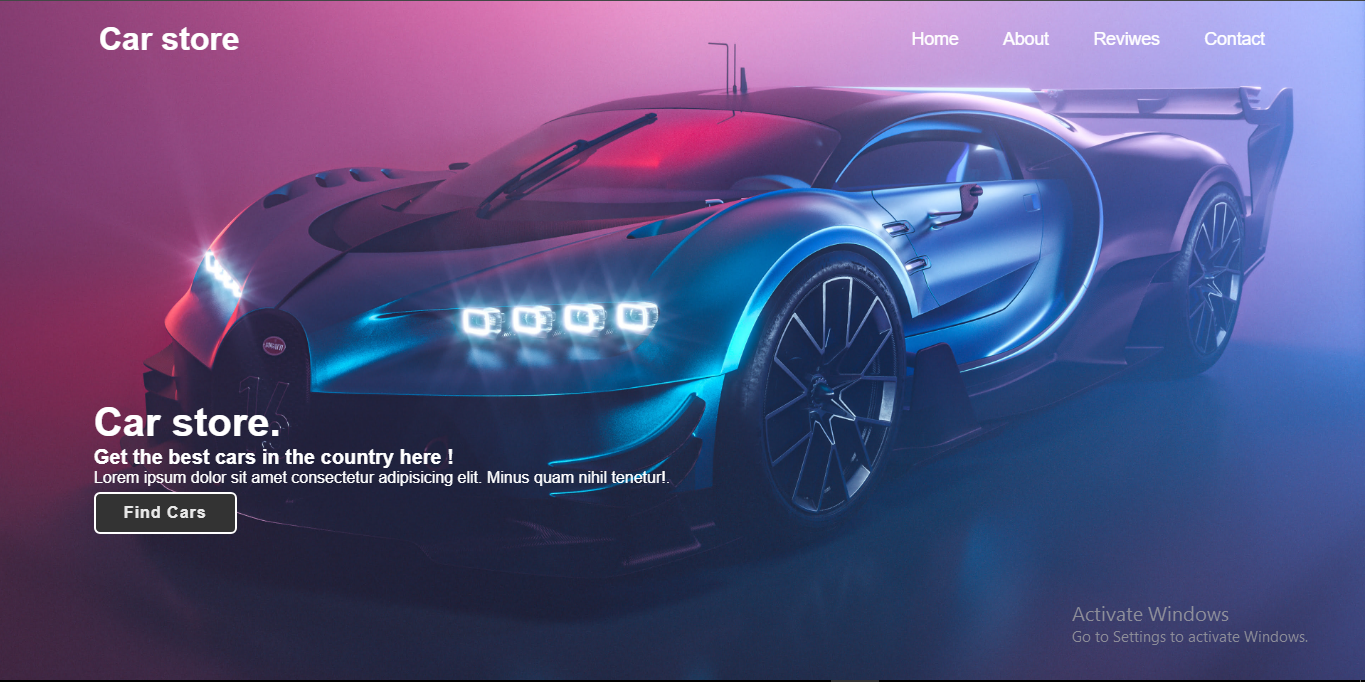 Car store
Home About Reviwes Contact
Car store.
Get the best cars in the country here !
Lorem ipsum dolor sit amet consectetur adipisicing elit. Minus quam nihil tenetur!.
Find Cars
Activate Windows
Go to Settings to activate Windows.